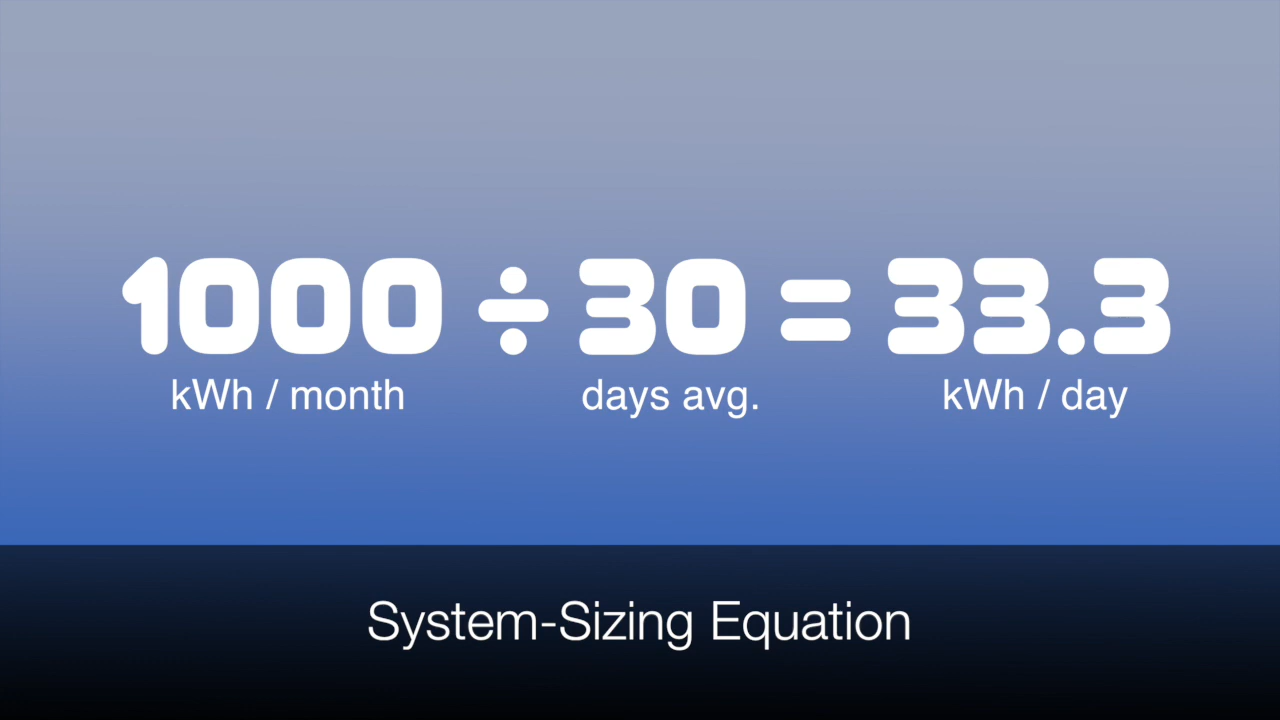 1000 ÷ 30 = 33.3
kWh / month days avg. kWh / day
System-Sizing Equation